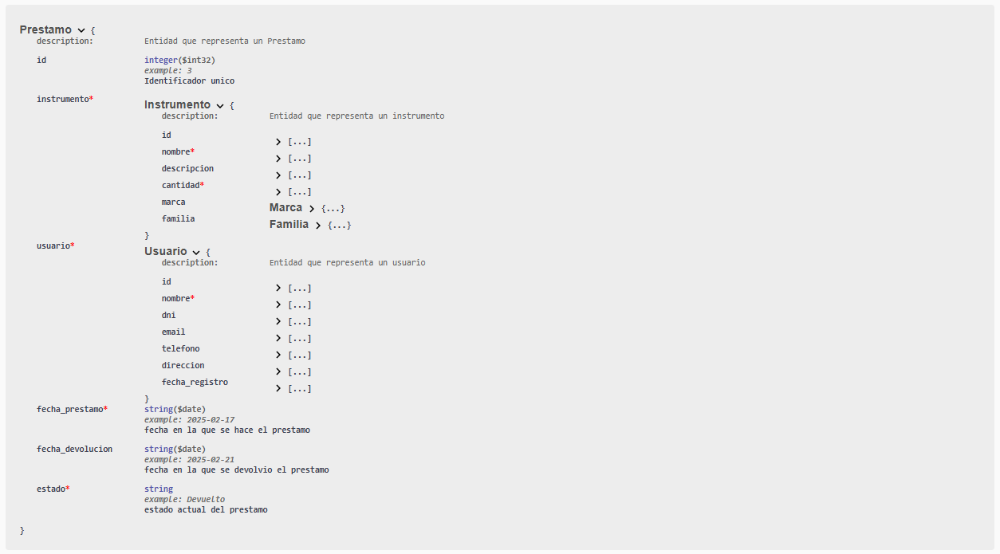 Prestamo {
description: Entidad que representa un Prestamo
id integer($int32)
example: 3
Identificador unico
instrumento* Instrumento {
description: Entidad que representa un instrumento
id [...]
nombre* [...]
descripcion [...]
cantidad* [...]
marca Marca {...}
familia Familia {...}
}
usuario* Usuario {
description: Entidad que representa un usuario
id [...]
nombre* [...]
dni [...]
email [...]
telefono [...]
direccion [...]
fecha_registro [...]
}
fecha_prestamo* string($date)
example: 2025-02-17
fecha en la que se hace el prestamo
fecha_devolucion string($date)
example: 2025-02-21
fecha en la que se devolvio el prestamo
estado* string
example: Devuelto
estado actual del prestamo
}